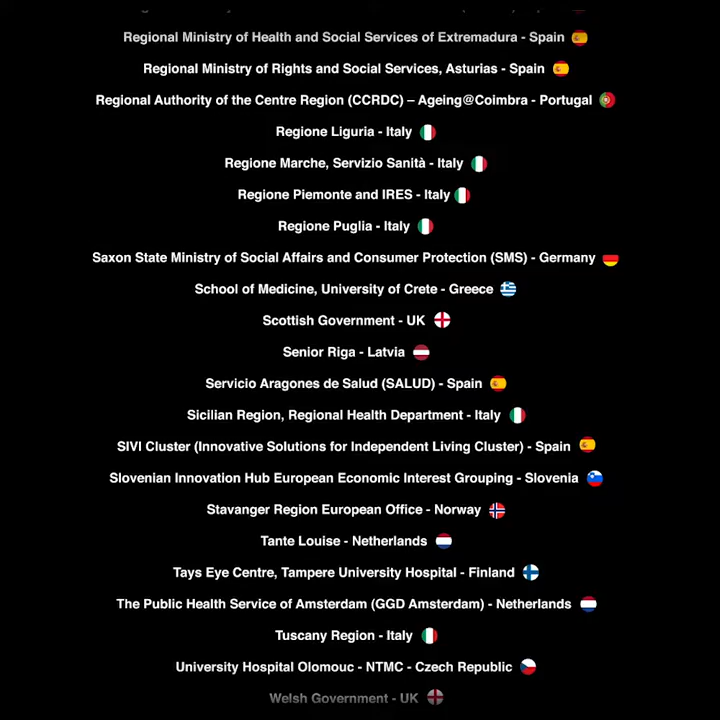 Regional Ministry of Health and Social Services of Extremadura - Spain
Regional Ministry of Rights and Social Services, Asturias - Spain
Regional Authority of the Centre Region (CCRDC) – Ageing@Coimbra - Portugal
Regione Liguria - Italy
Regione Marche, Servizio Sanità - Italy
Regione Piemonte and IRES - Italy
Regione Puglia - Italy
Saxon State Ministry of Social Affairs and Consumer Protection (SMS) - Germany
School of Medicine, University of Crete - Greece
Scottish Government - UK
Senior Riga - Latvia
Servicio Aragones de Salud (SALUD) - Spain
Sicilian Region, Regional Health Department - Italy
SIVI Cluster (Innovative Solutions for Independent Living Cluster) - Spain
Slovenian Innovation Hub European Economic Interest Grouping - Slovenia
Stavanger Region European Office - Norway
Tante Louise - Netherlands
Tays Eye Centre, Tampere University Hospital - Finland
The Public Health Service of Amsterdam (GGD Amsterdam) - Netherlands
Tuscany Region - Italy
University Hospital Olomouc - NTMC - Czech Republic
Welsh Government - UK